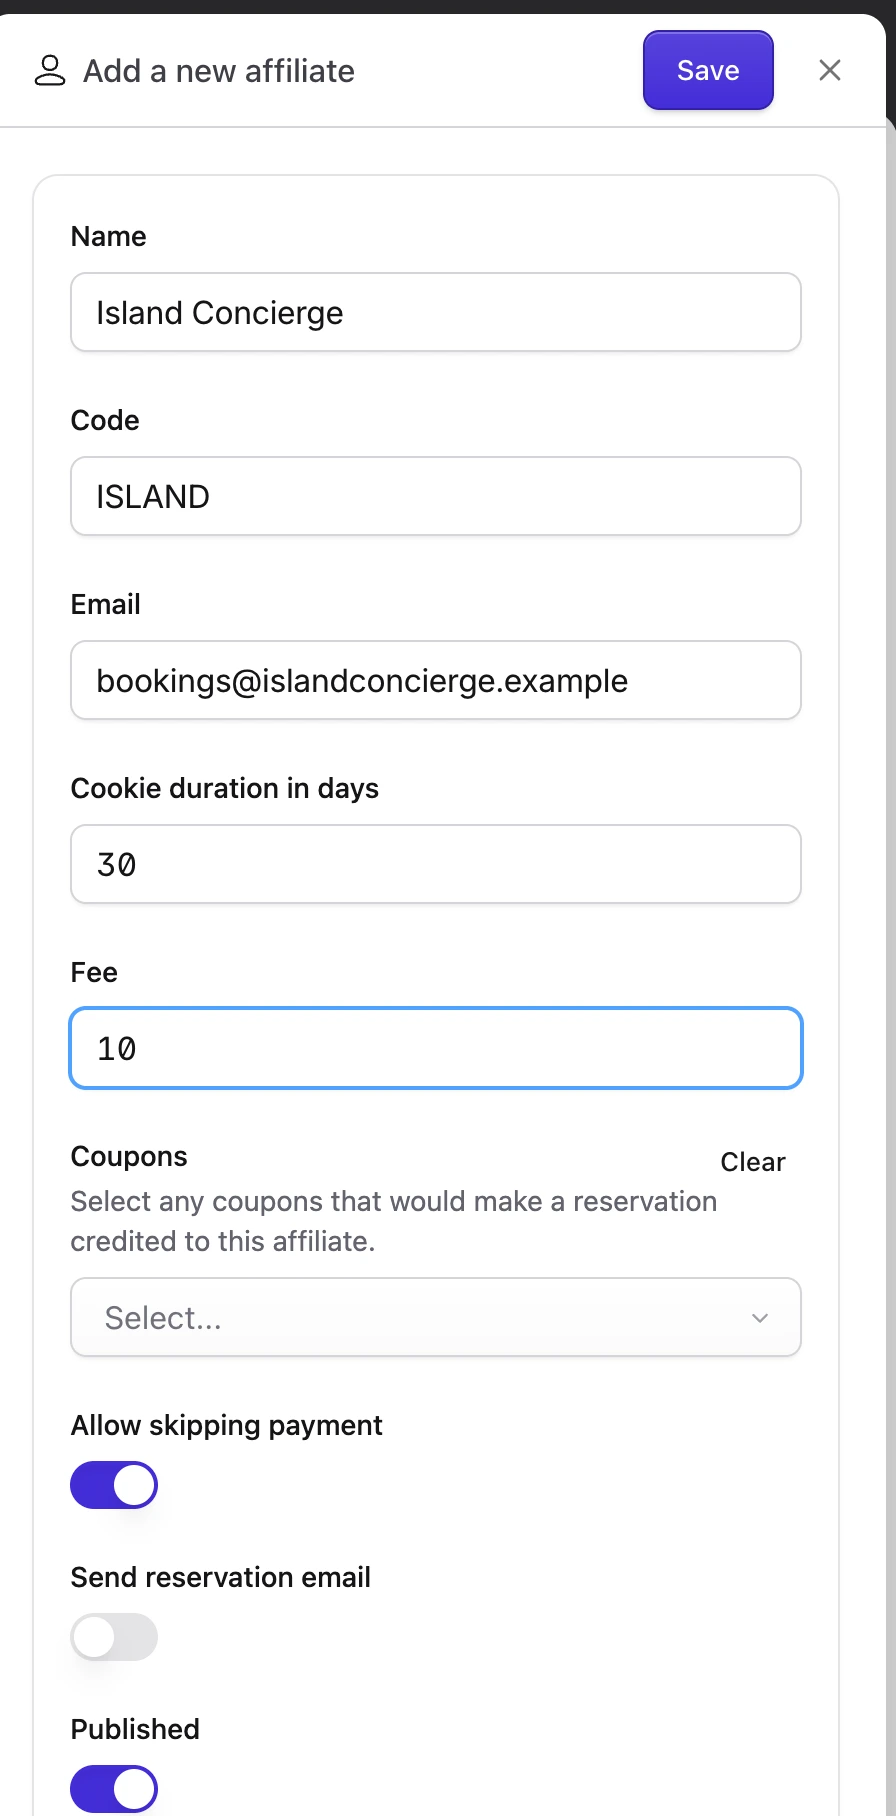 Add a new affiliate
Save
Name
Island Concierge
Code
ISLAND
Email
bookings@islandconcierge.example
Cookie duration in days
30
Fee
10
Coupons
Clear
Select any coupons that would make a reservation
credited to this affiliate.
Select...
Allow skipping payment
Send reservation email
Published